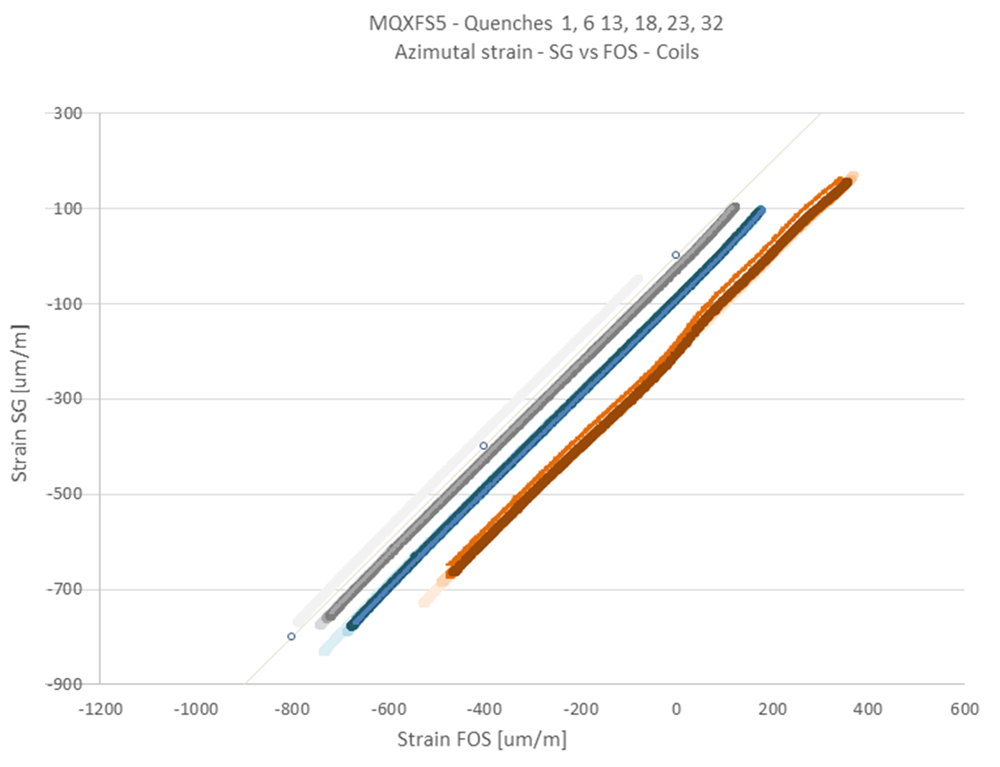 MQXFS5 - Quenches 1, 6 13, 18, 23, 32
Azimutal strain - SG vs FOS - Coils
300
100
-100
-300
-500
-700
-900
Strain SG [um/m]
-1200 -1000 -800 -600 -400 -200 0 200 400 600
Strain FOS [um/m]